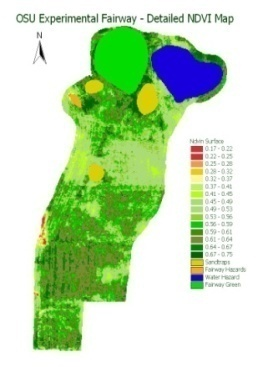 OSU Experimental Fairway - Detailed NDVI Map
N
Ndvin Surface
0.17 - 0.22
0.22 - 0.25
0.25 - 0.28
0.28 - 0.32
0.32 - 0.37
0.37 - 0.41
0.41 - 0.45
0.45 - 0.49
0.49 - 0.53
0.53 - 0.56
0.56 - 0.59
0.59 - 0.61
0.61 - 0.64
0.64 - 0.67
0.67 - 0.75
Sandtraps
Fairway Hazards
Water Hazard
Fairway Green